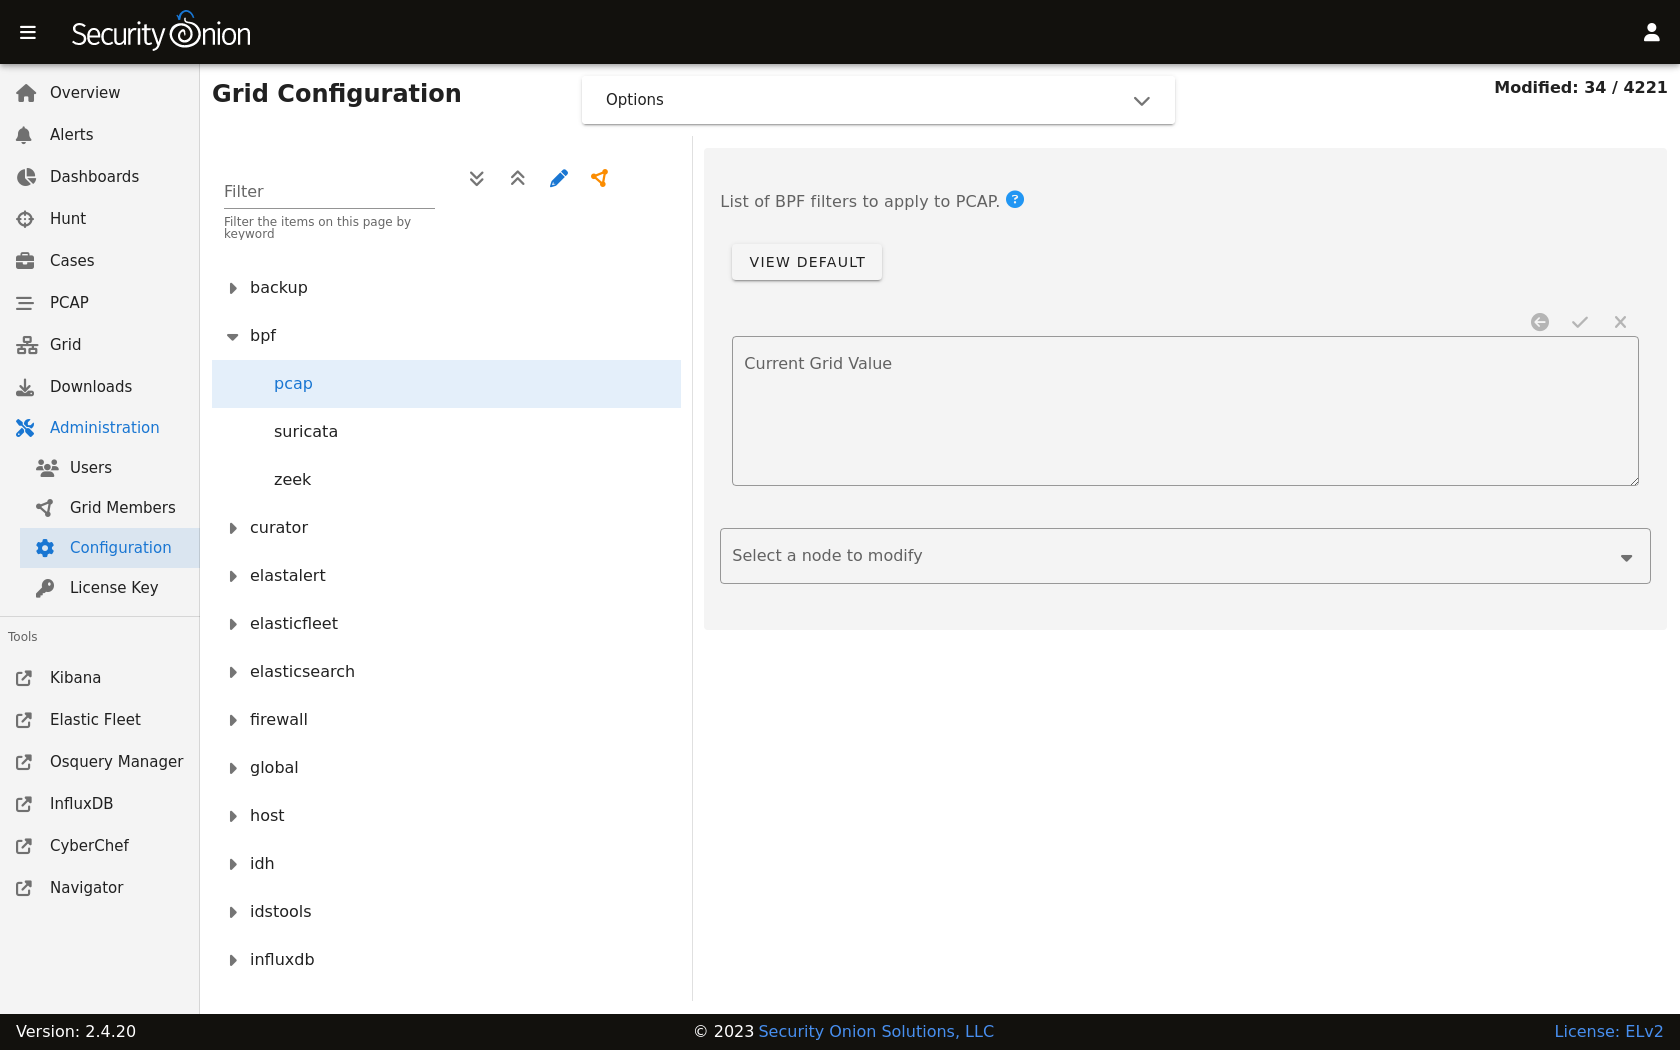 Security Onion
Overview
Alerts
Dashboards
Hunt
Cases
PCAP
Grid
Downloads
Administration
Users
Grid Members
Configuration
License Key
Tools
Kibana
Elastic Fleet
Osquery Manager
InfluxDB
CyberChef
Navigator
Grid Configuration
Options
Modified: 34 / 4221
Filter
Filter the items on this page by
keyword
backup
bpf
pcap
suricata
zeek
curator
elastalert
elasticfleet
elasticsearch
firewall
global
host
idh
idstools
influxdb
List of BPF filters to apply to PCAP. ?
VIEW DEFAULT
Current Grid Value
Select a node to modify
Version: 2.4.20
© 2023 Security Onion Solutions, LLC
License: ELv2